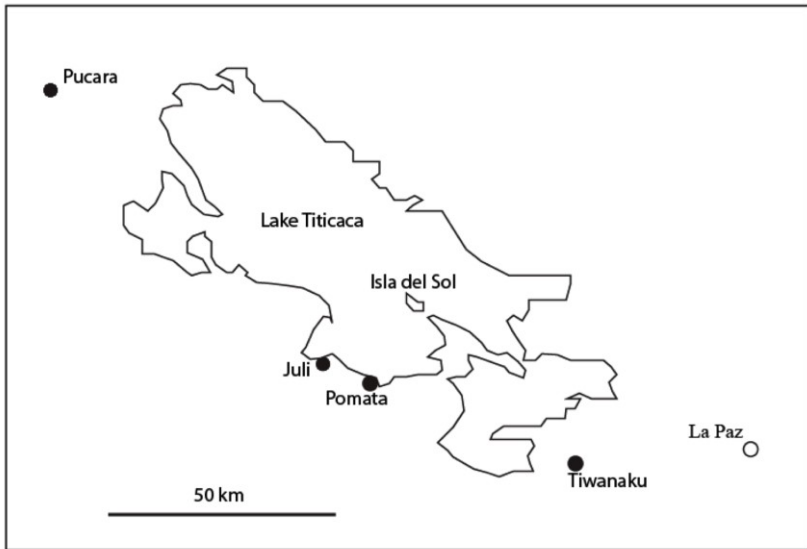 Pucara
Lake Titicaca
Isla del Sol
Juli
Pomata
La Paz
Tiwanaku
50 km